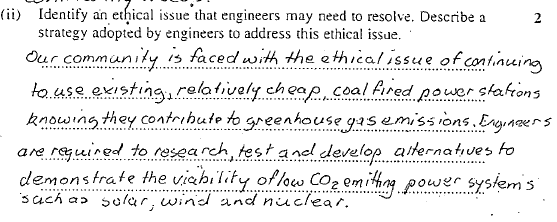 (ii) Identify an ethical issue that engineers may need to resolve. Describe a 2
strategy adopted by engineers to address this ethical issue.
Our community is faced with the ethical issue of continuing
to use existing, relatively cheap, coal fired power stations
knowing they contribute to greenhouse gas emissions. Engineers
are required to research, test and develop alternatives to
demonstrate the viability of low CO2 emitting power systems
such as solar, wind and nuclear.